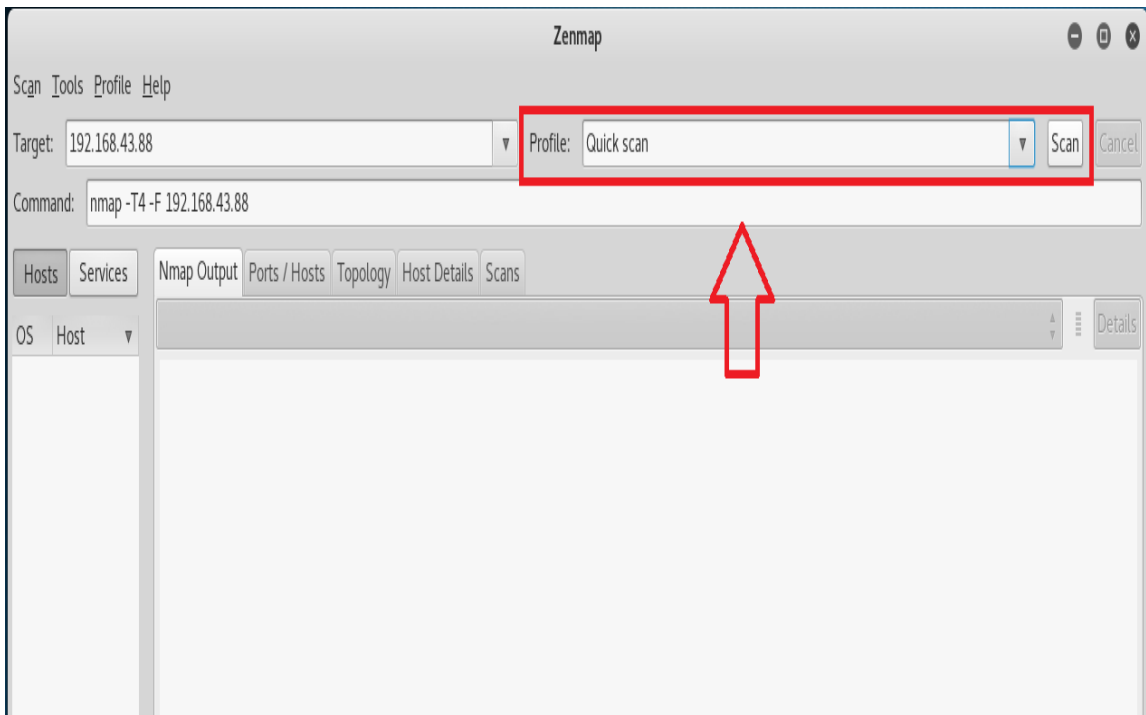 Zenmap
Scan Tools Profile Help
Target: 192.168.43.88 Profile: Quick scan Scan Cancel
Command: nmap -T4 -F 192.168.43.88
Hosts Services Nmap Output Ports / Hosts Topology Host Details Scans
OS Host Details